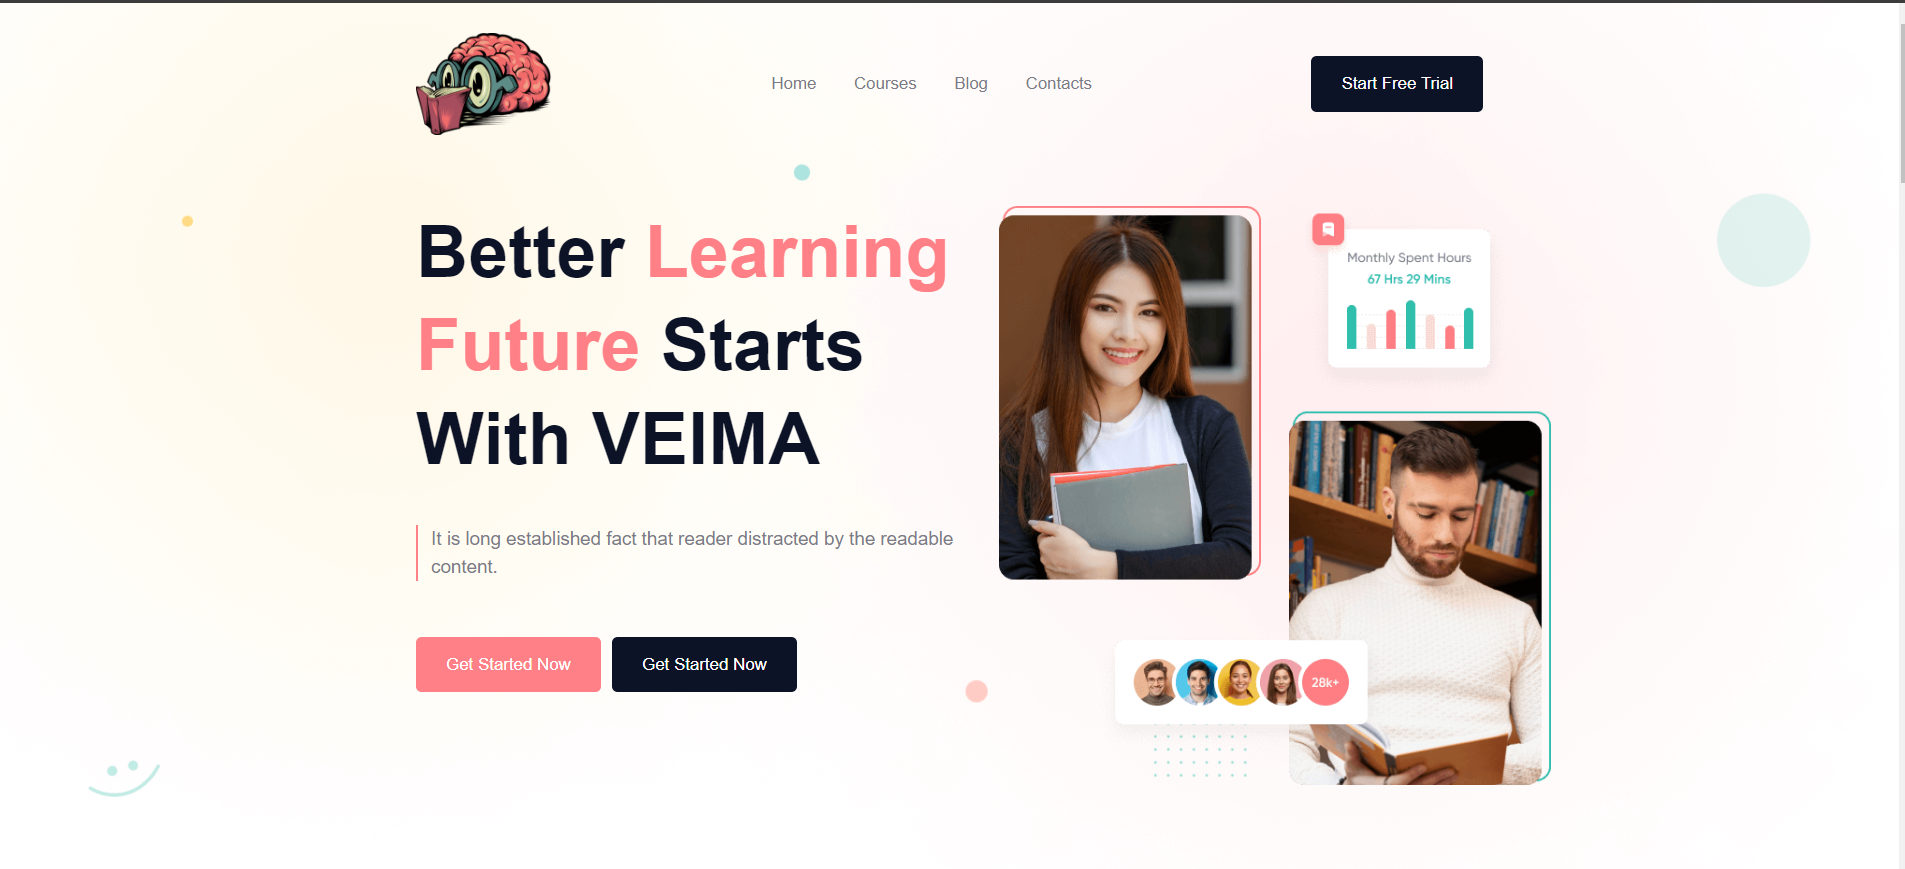 Home Courses Blog Contacts
Start Free Trial
Better Learning
Future Starts
With VEIMA
It is long established fact that reader distracted by the readable
content.
Get Started Now
Get Started Now
Monthly Spent Hours
67 Hrs 29 Mins
28k+